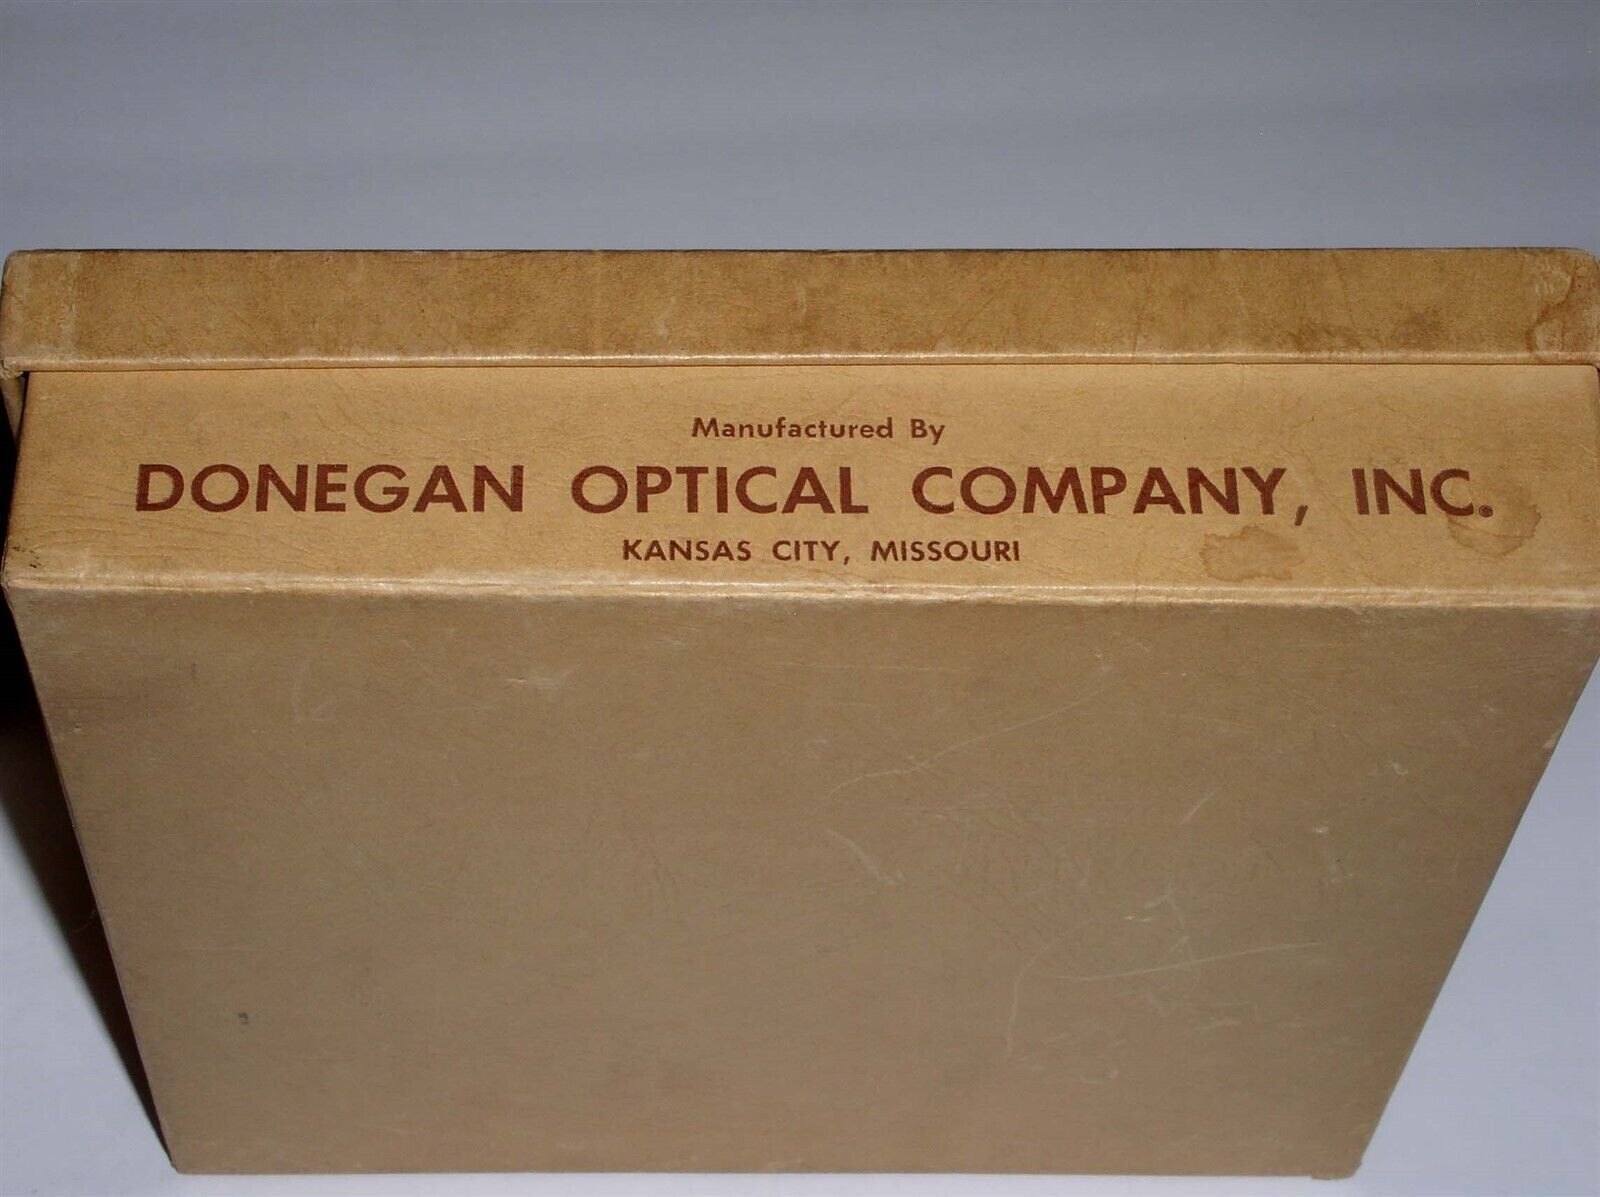 Manufactured By
DONEGAN OPTICAL COMPANY, INC.
KANSAS CITY, MISSOURI